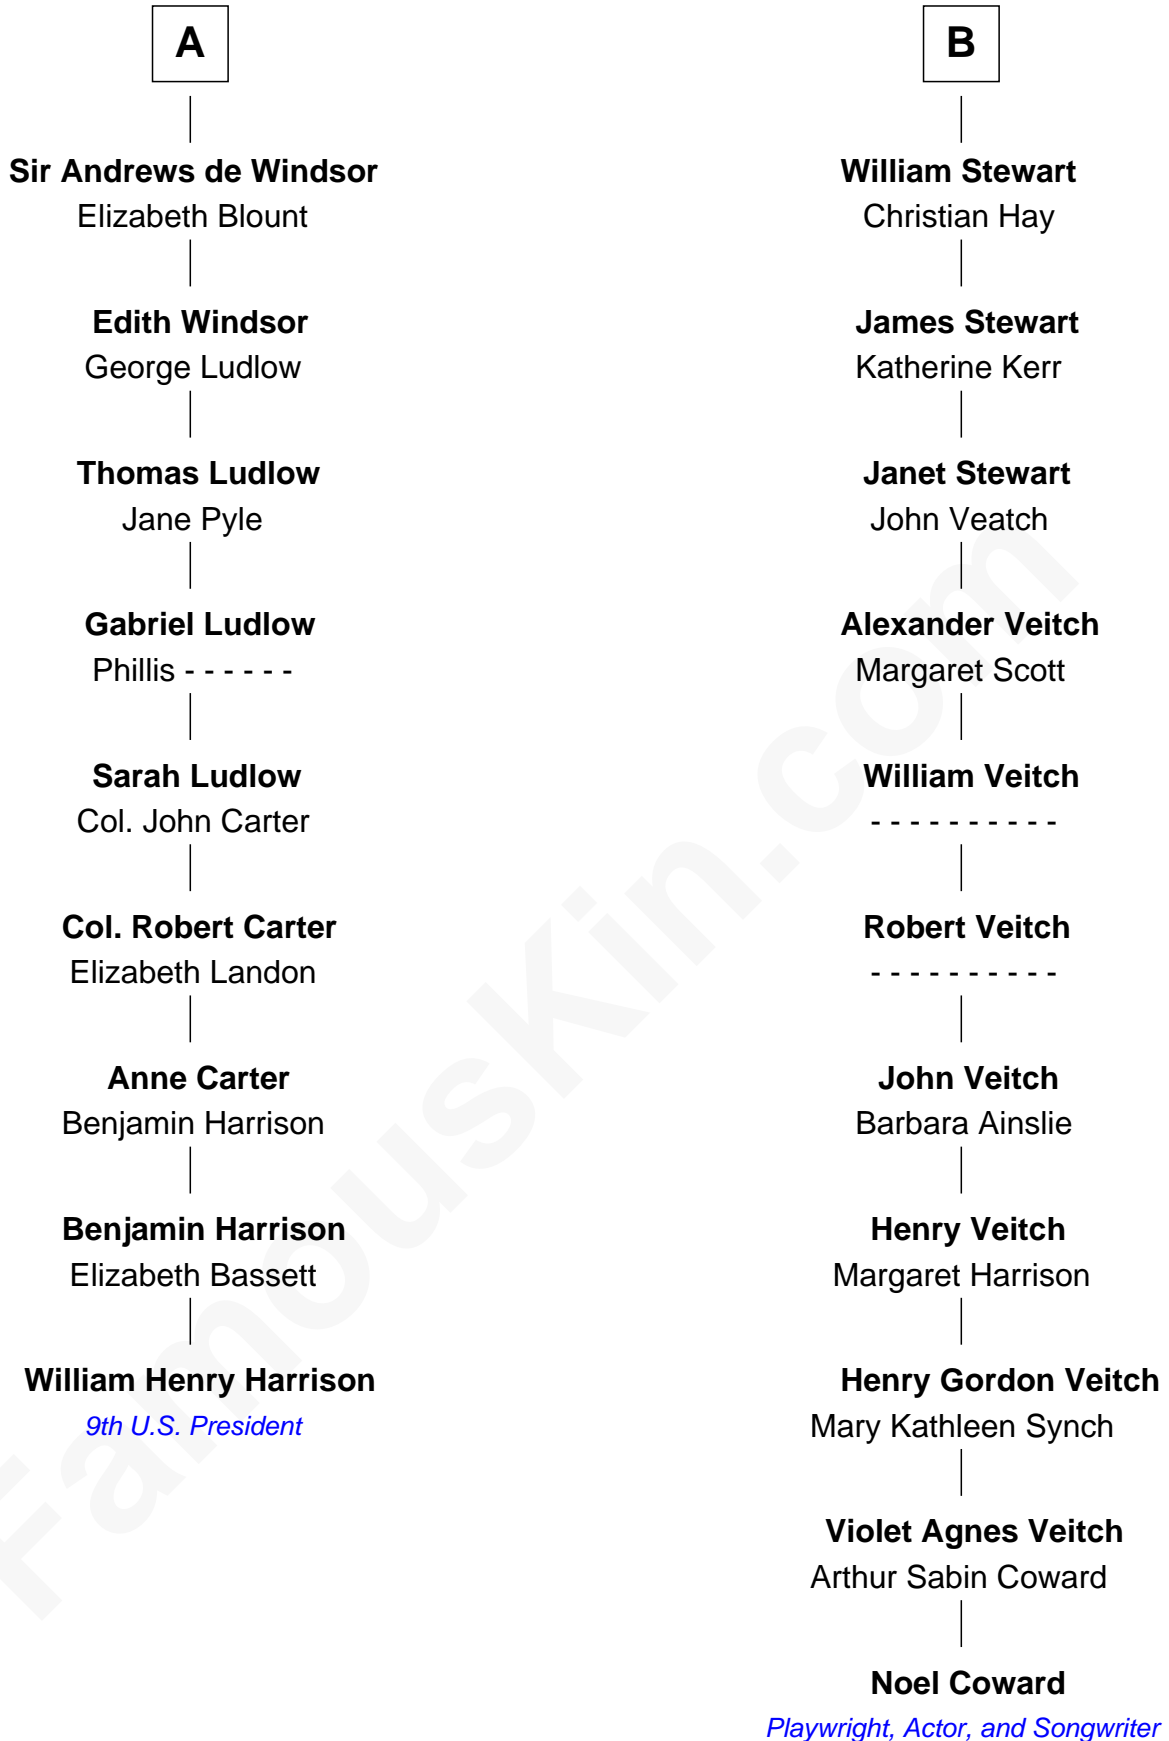 A
Sir Andrews de Windsor
Elizabeth Blount
Edith Windsor
George Ludlow
Thomas Ludlow
Jane Pyle
Gabriel Ludlow
Phillis - - - - - -
Sarah Ludlow
Col. John Carter
Col. Robert Carter
Elizabeth Landon
Anne Carter
Benjamin Harrison
Benjamin Harrison
Elizabeth Bassett
William Henry Harrison
9th U.S. President
B
William Stewart
Christian Hay
James Stewart
Katherine Kerr
Janet Stewart
John Veatch
Alexander Veitch
Margaret Scott
William Veitch
- - - - - - - - - -
Robert Veitch
- - - - - - - - - -
John Veitch
Barbara Ainslie
Henry Veitch
Margaret Harrison
Henry Gordon Veitch
Mary Kathleen Synch
Violet Agnes Veitch
Arthur Sabin Coward
Noel Coward
Playwright, Actor, and Songwriter
FamousKin.com